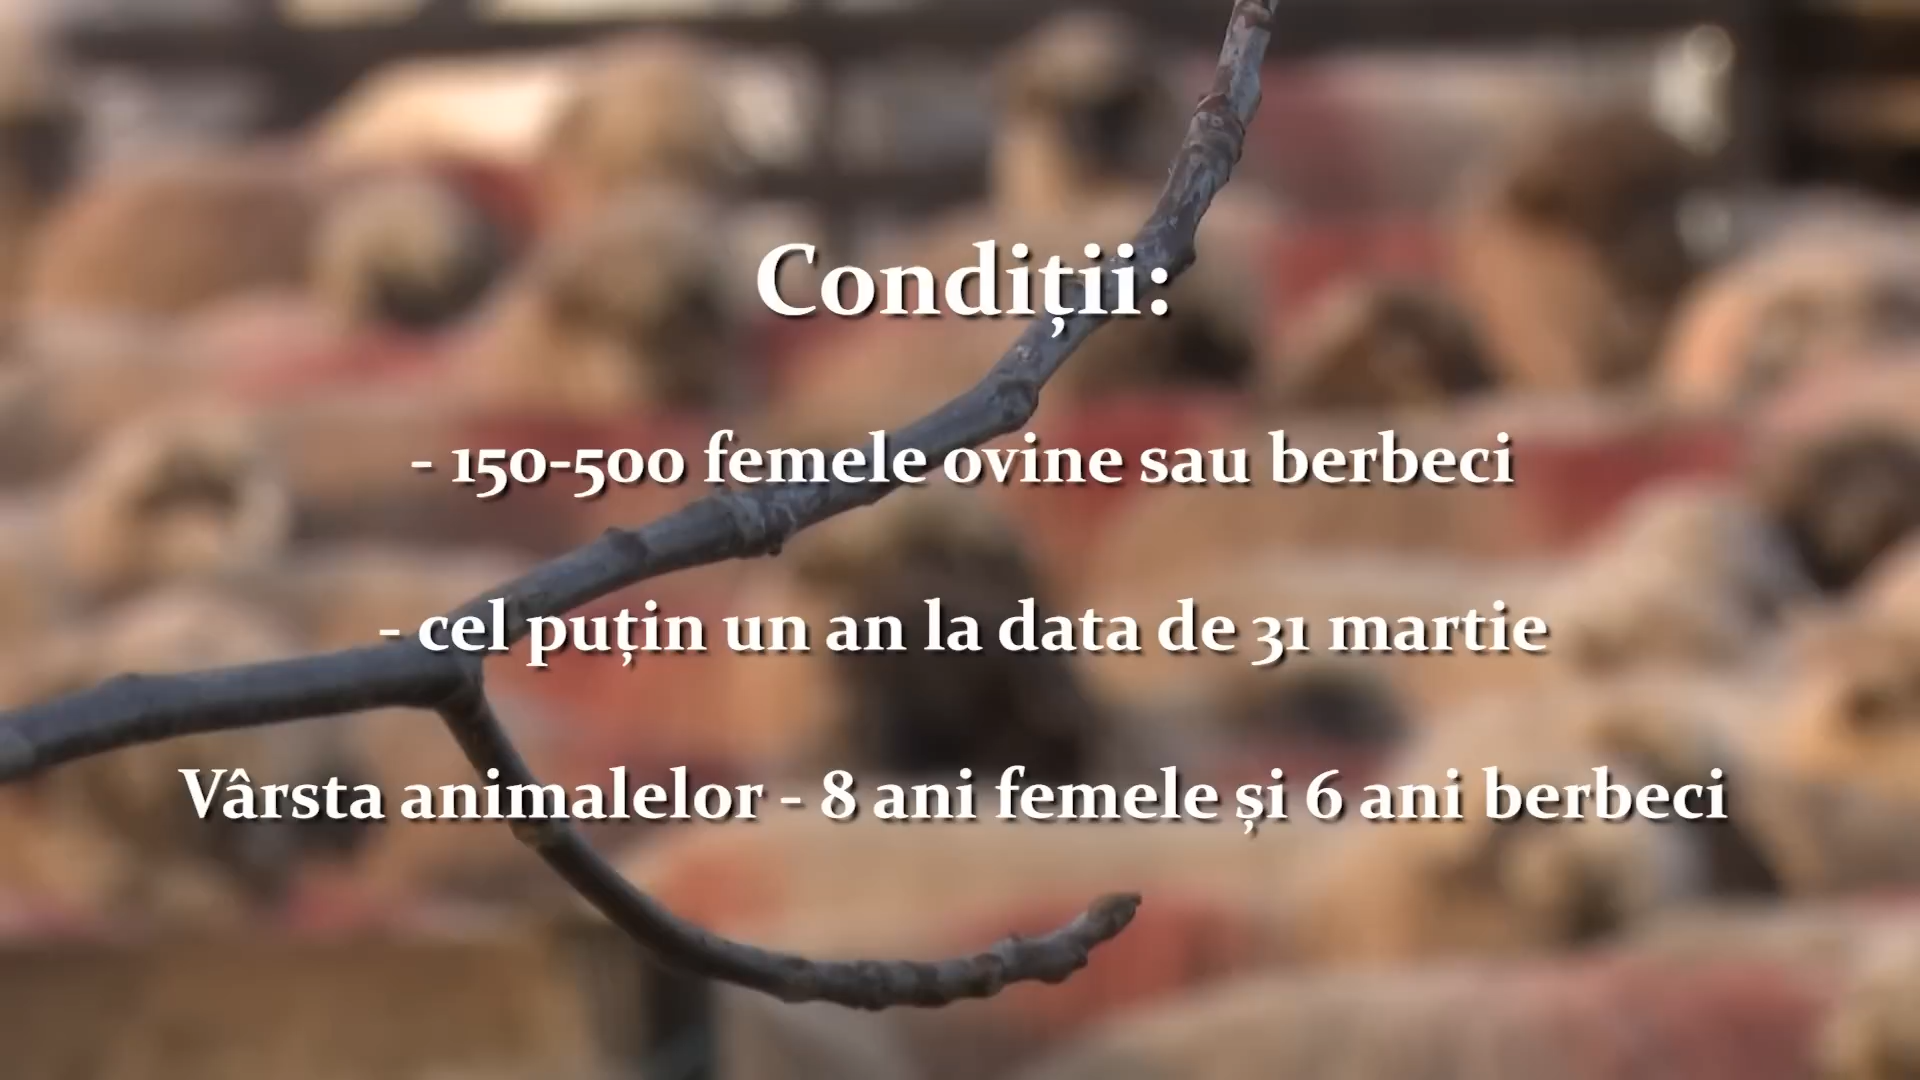 Condiții:
- 150-500 femele ovine sau berbeci
- cel puțin un an la data de 31 martie
Vârsta animalelor - 8 ani femele și 6 ani berbeci